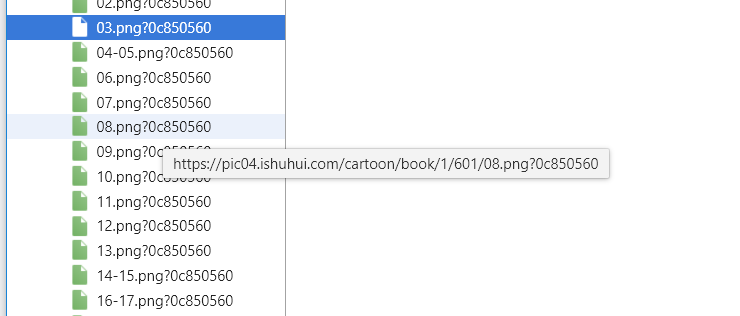 02.png?0c850560
03.png?0c850560
04-05.png?0c850560
06.png?0c850560
07.png?0c850560
08.png?0c850560
09.png
https://pic04.ishuhui.com/cartoon/book/1/601/08.png?0c850560
10.png?0c850560
11.png?0c850560
12.png?0c850560
13.png?0c850560
14-15.png?0c850560
16-17.png?0c850560